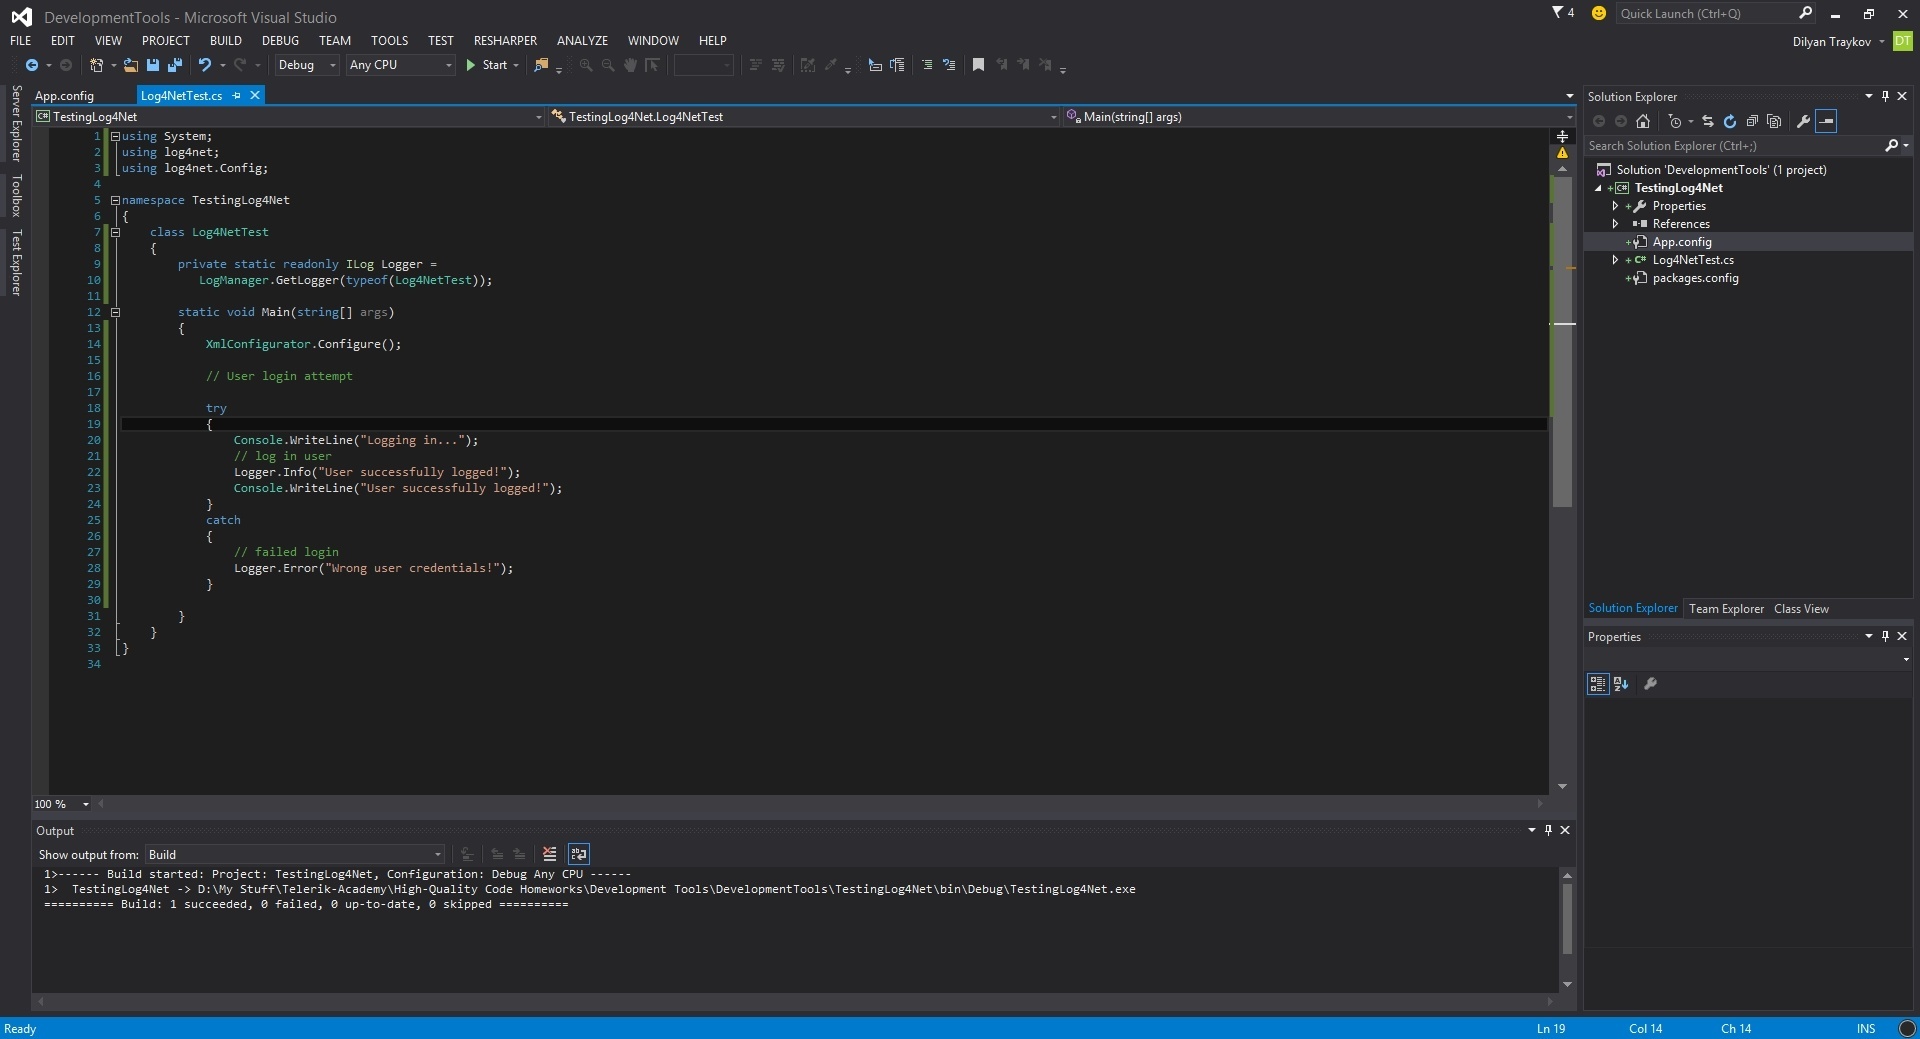 DevelopmentTools - Microsoft Visual Studio
4
Quick Launch (Ctrl+Q)
FILE EDIT VIEW PROJECT BUILD DEBUG TEAM TOOLS TEST RESHARPER ANALYZE WINDOW HELP
Dilyan Traykov DT
Debug Any CPU Start
Server Explorer
Toolbox
Test Explorer
App.config Log4NetTest.cs
TestingLog4Net TestingLog4Net.Log4NetTest Main(string[] args)
1 using System;
2 using log4net;
3 using log4net.Config;
4
5 namespace TestingLog4Net
6 {
7 class Log4NetTest
8 {
9 private static readonly ILog Logger =
10 LogManager.GetLogger(typeof(Log4NetTest));
11
12 static void Main(string[] args)
13 {
14 XmlConfigurator.Configure();
15
16 // User login attempt
17
18 try
19 {
20 Console.WriteLine("Logging in...");
21 // log in user
22 Logger.Info("User successfully logged!");
23 Console.WriteLine("User successfully logged!");
24 }
25 catch
26 {
27 // failed login
28 Logger.Error("Wrong user credentials!");
29 }
30
31 }
32 }
33 }
34
100 %
Output
Show output from: Build
1>------ Build started: Project: TestingLog4Net, Configuration: Debug Any CPU ------
1> TestingLog4Net -> D:\My Stuff\Telerik-Academy\High-Quality Code Homeworks\Development Tools\DevelopmentTools\TestingLog4Net\bin\Debug\TestingLog4Net.exe
========== Build: 1 succeeded, 0 failed, 0 up-to-date, 0 skipped ==========
Solution Explorer
Search Solution Explorer (Ctrl+;)
Solution 'DevelopmentTools' (1 project)
TestingLog4Net
Properties
References
App.config
Log4NetTest.cs
packages.config
Solution Explorer Team Explorer Class View
Properties
Ready Ln 19 Col 14 Ch 14 INS